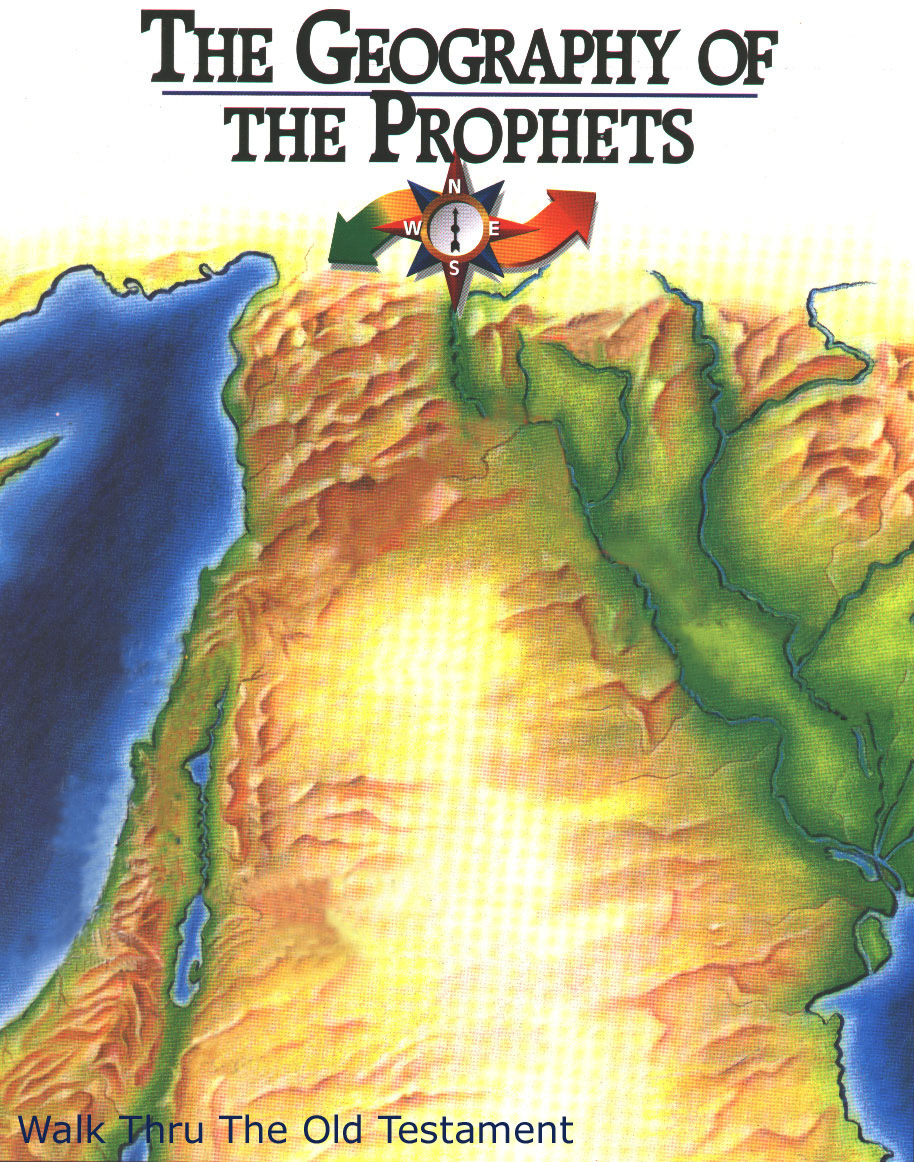 THE GEOGRAPHY OF
THE PROPHETS
N
W E
S
Walk Thru The Old Testament